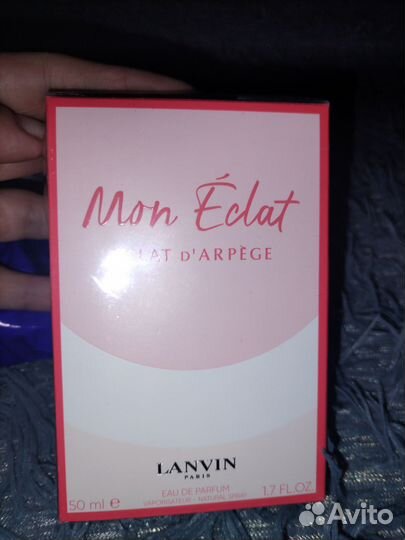 Mon Éclat
LAT D'ARPÈGE
LANVIN
PARIS
EAU DE PARFUM
VAPORISATEUR - NATURAL SPRAY
50 ml ℮
1.7 FL.OZ.
Avito